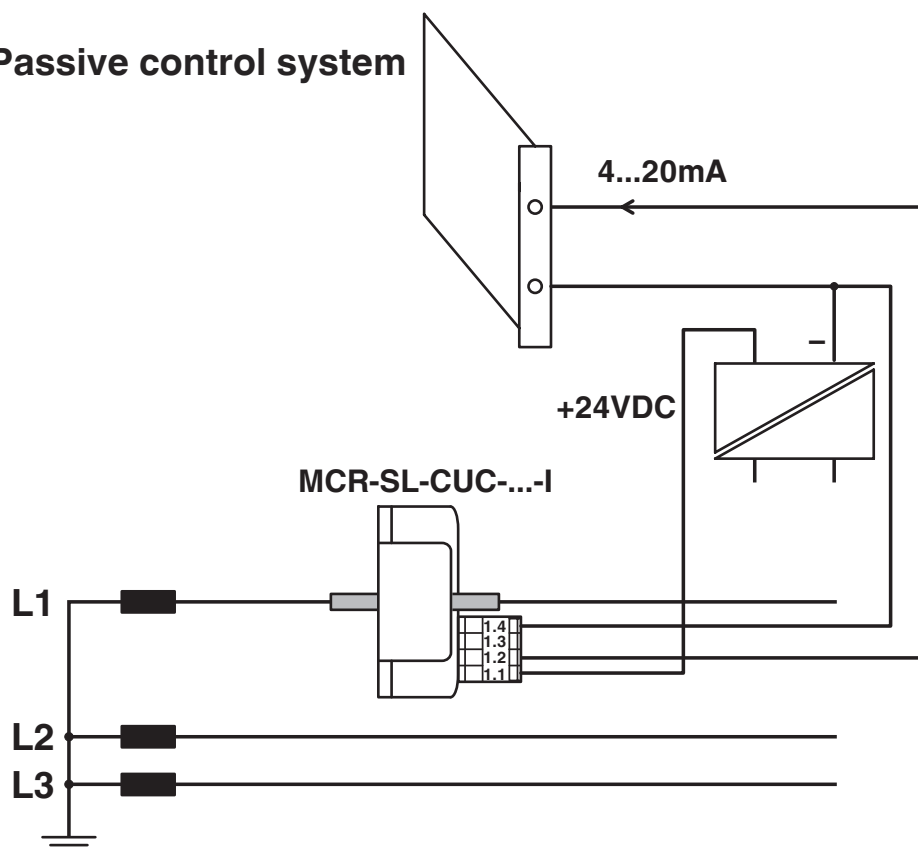 Passive control system
4...20mA
–
+24VDC
MCR-SL-CUC-...-I
L1
1.4
1.3
1.2
1.1
L2
L3